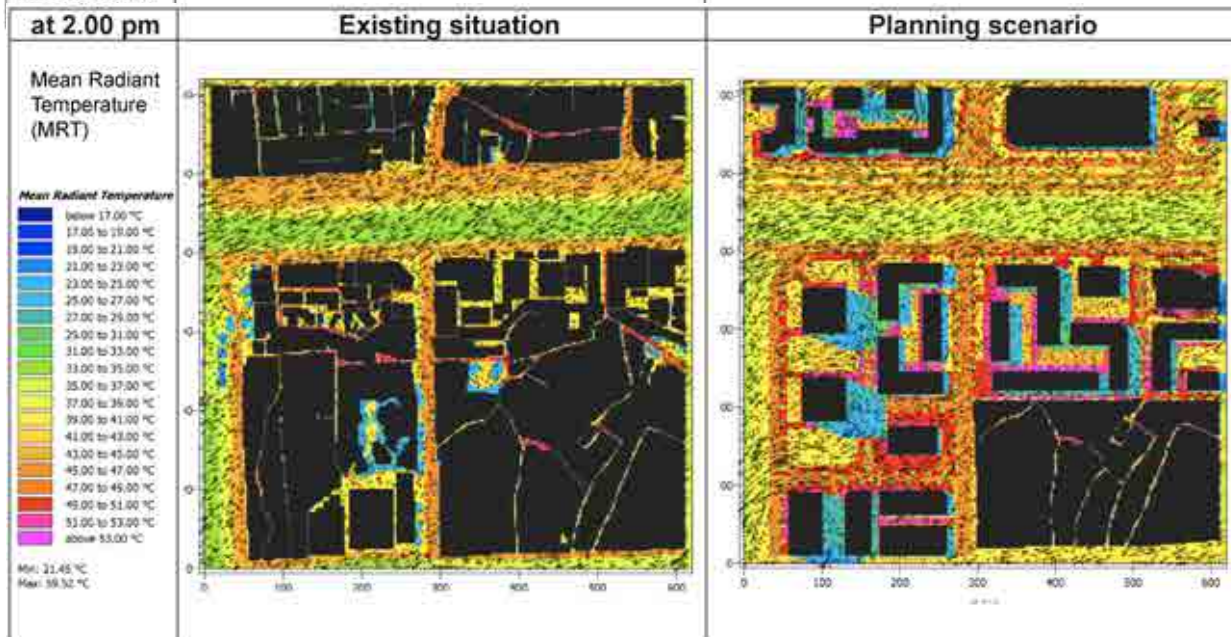 at 2.00 pm
Existing situation
Planning scenario
Mean Radiant
Temperature
(MRT)
Mean Radiant Temperature
below 17.00 °C
17.00 to 19.00 °C
19.00 to 21.00 °C
21.00 to 23.00 °C
23.00 to 25.00 °C
25.00 to 27.00 °C
27.00 to 29.00 °C
29.00 to 31.00 °C
31.00 to 33.00 °C
33.00 to 35.00 °C
35.00 to 37.00 °C
37.00 to 39.00 °C
39.00 to 41.00 °C
41.00 to 43.00 °C
43.00 to 45.00 °C
45.00 to 47.00 °C
47.00 to 49.00 °C
49.00 to 51.00 °C
51.00 to 53.00 °C
above 53.00 °C
Min: 21.45 °C
Max: 59.52 °C
0 100 200 300 400 500 600
0 100 200 300 400 500 600